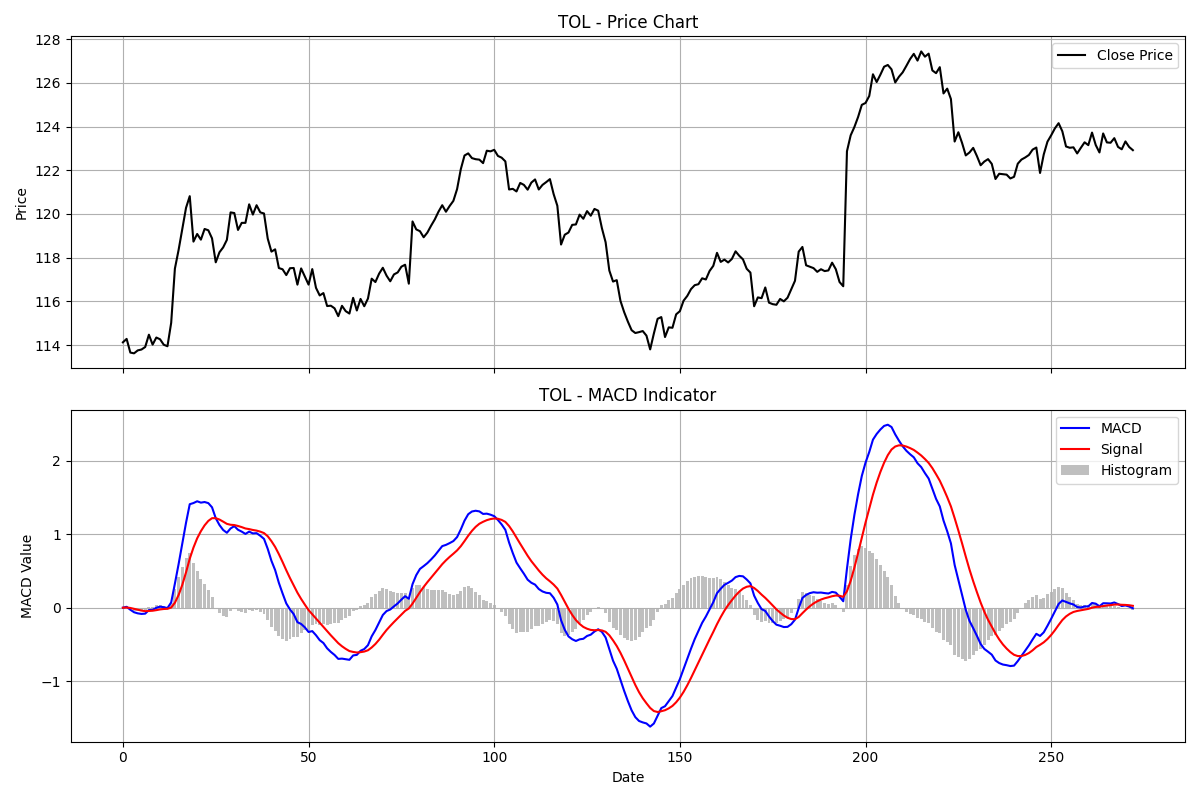 TOL - Price Chart
128
126
124
122
120
118
116
114
Price
Close Price
TOL - MACD Indicator
2
1
0
−1
MACD Value
MACD
Signal
Histogram
0
50
100
150
200
250
Date